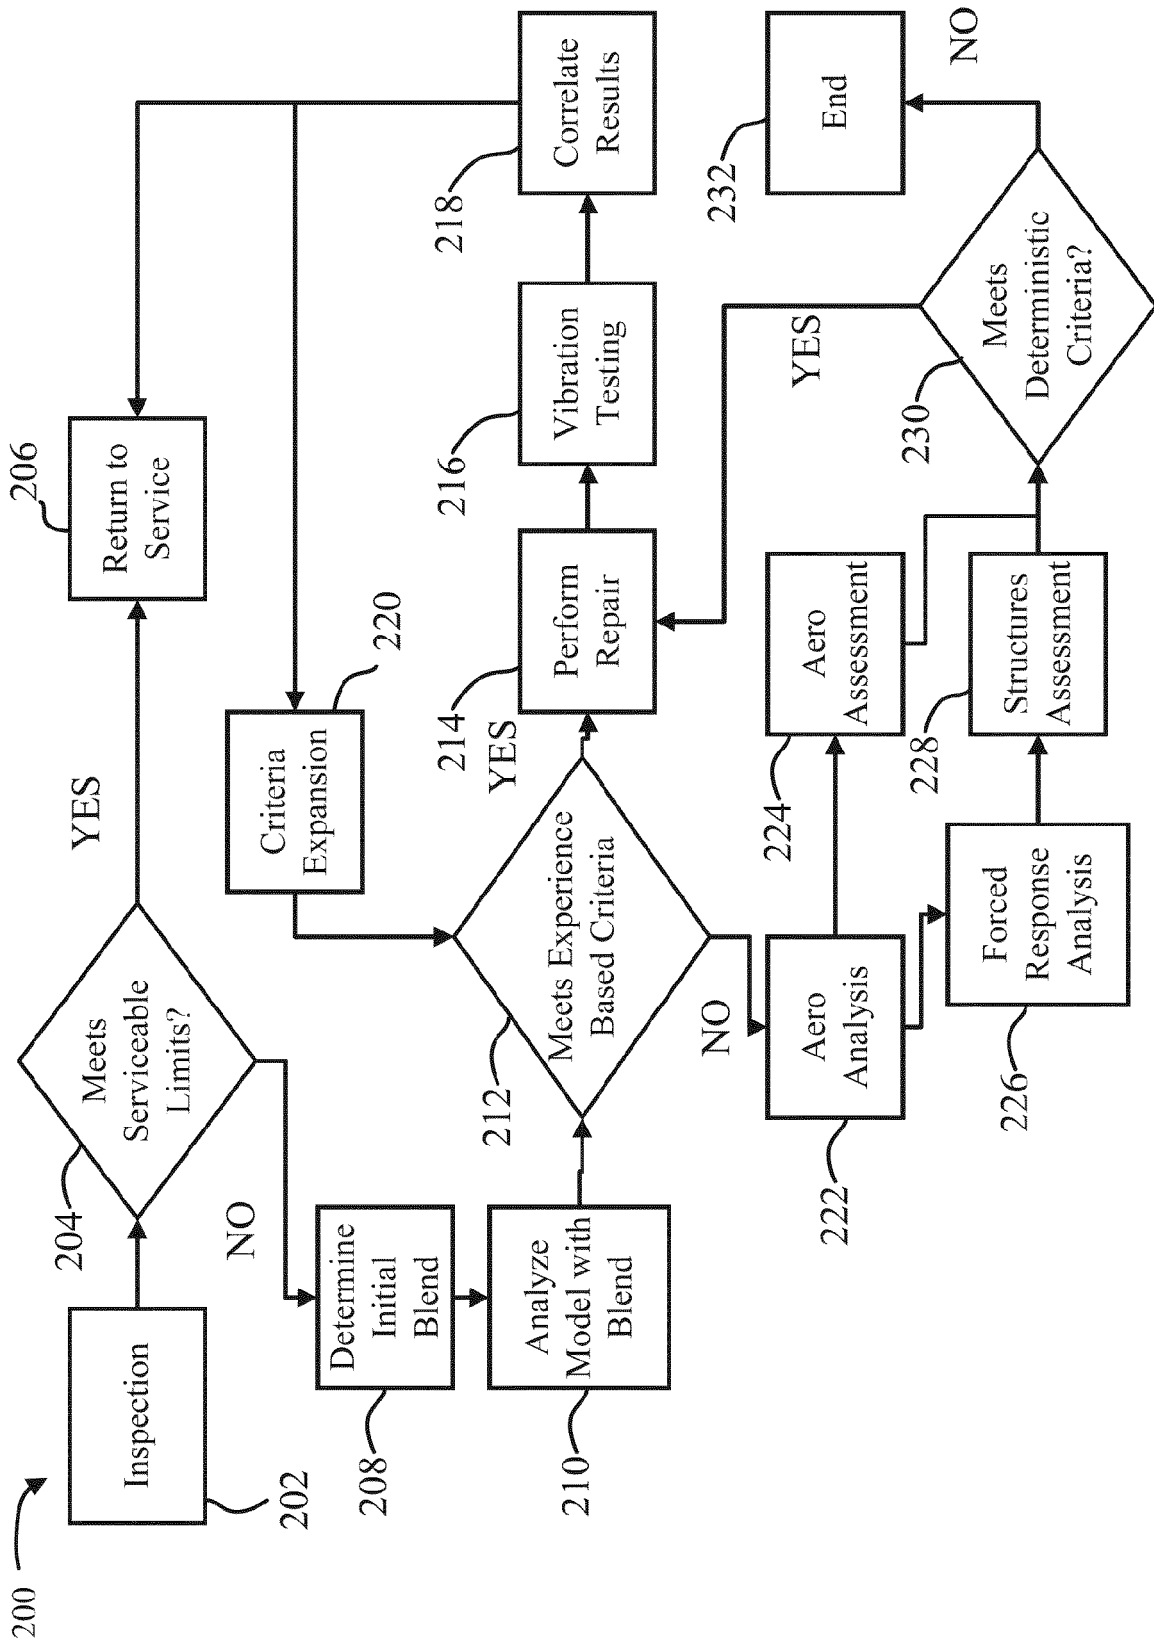 200
Inspection
202
Meets
Serviceable
Limits?
204
YES
Return to
Service
206
NO
Determine
Initial
Blend
208
Analyze
Model with
Blend
210
Meets Experience
Based Criteria
212
YES
Perform
Repair
214
Vibration
Testing
216
Correlate
Results
218
Criteria
Expansion
220
NO
Aero
Analysis
222
Aero
Assessment
224
Forced
Response
Analysis
226
Structures
Assessment
228
Meets
Deterministic
Criteria?
230
YES
NO
End
232